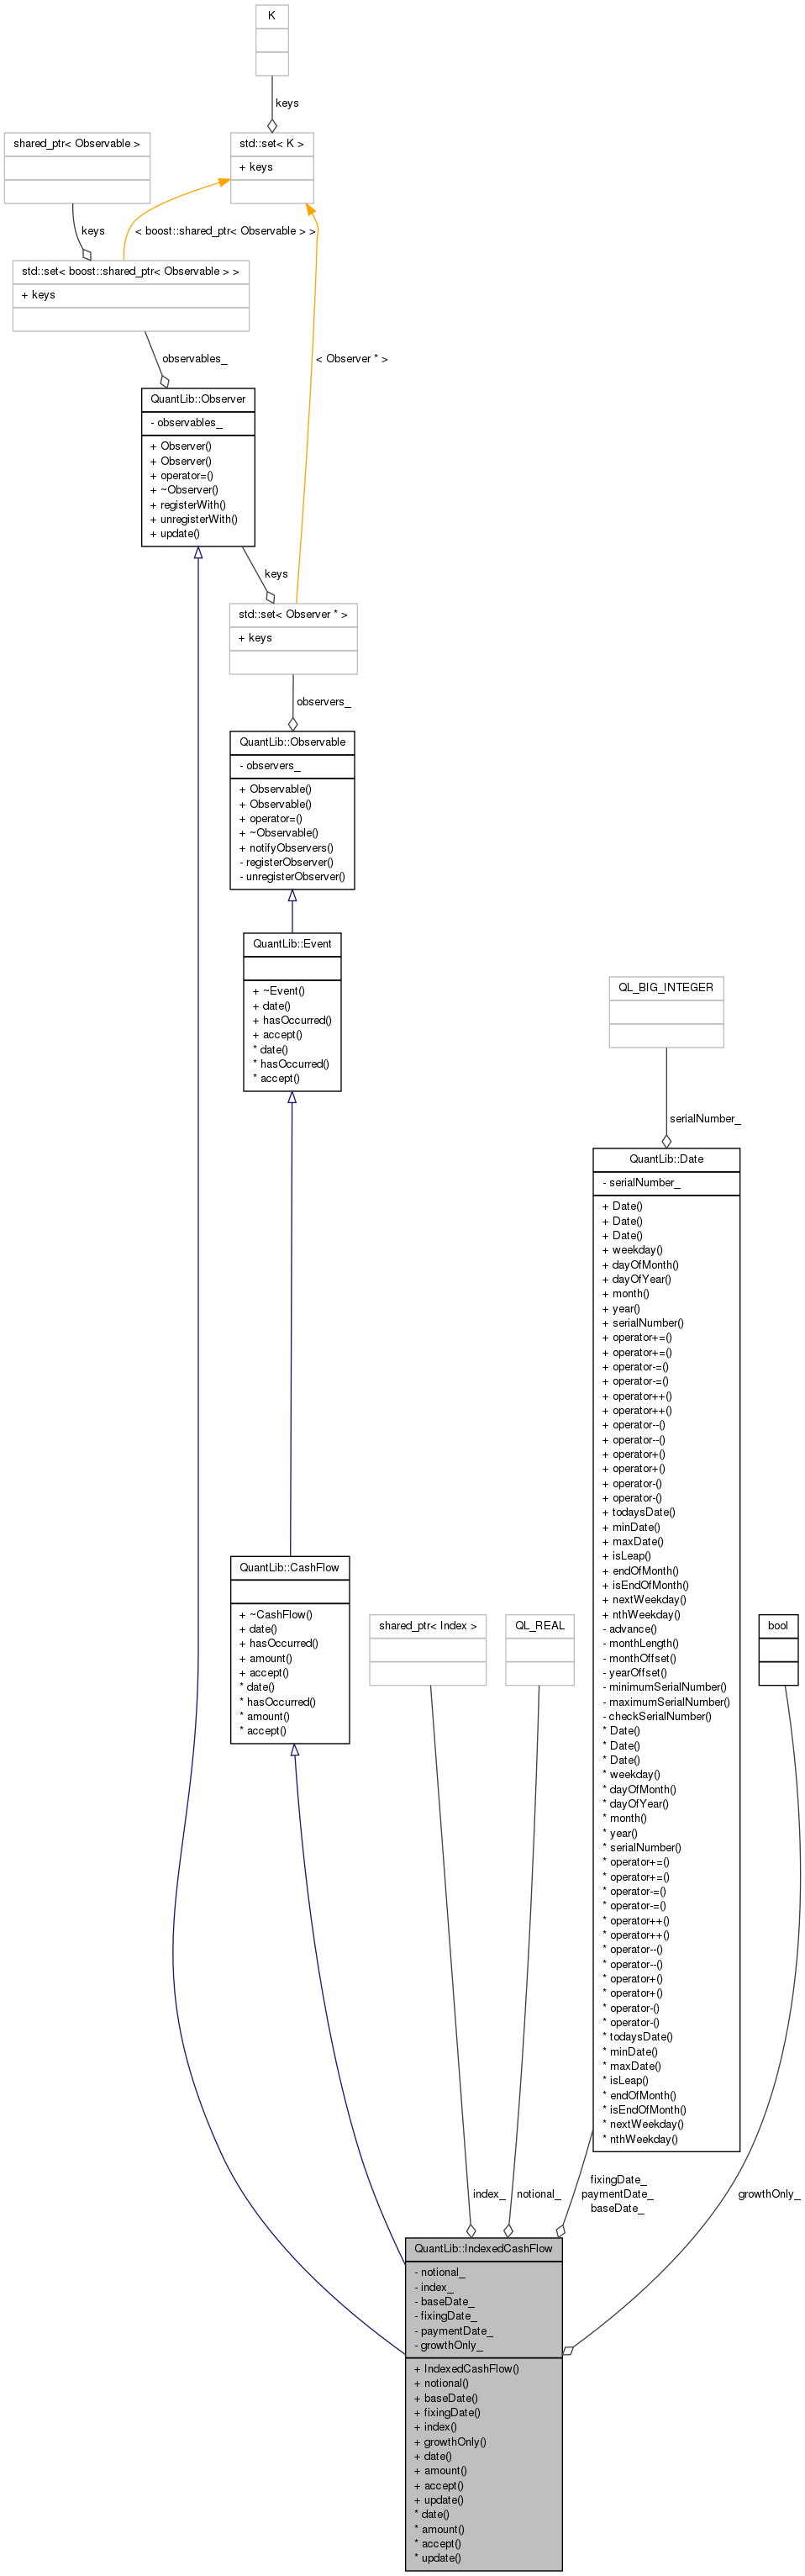 K
keys
shared_ptr< Observable >
std::set< K >
+ keys
keys
< boost::shared_ptr< Observable > >
std::set< boost::shared_ptr< Observable > >
+ keys
observables_
< Observer * >
QuantLib::Observer
- observables_
+ Observer()
+ Observer()
+ operator=()
+ ~Observer()
+ registerWith()
+ unregisterWith()
+ update()
keys
std::set< Observer * >
+ keys
observers_
QuantLib::Observable
- observers_
+ Observable()
+ Observable()
+ operator=()
+ ~Observable()
+ notifyObservers()
- registerObserver()
- unregisterObserver()
QuantLib::Event
+ ~Event()
+ date()
+ hasOccurred()
+ accept()
* date()
* hasOccurred()
* accept()
QL_BIG_INTEGER
serialNumber_
QuantLib::Date
- serialNumber_
+ Date()
+ Date()
+ Date()
+ weekday()
+ dayOfMonth()
+ dayOfYear()
+ month()
+ year()
+ serialNumber()
+ operator+=()
+ operator+=()
+ operator-=()
+ operator-=()
+ operator++()
+ operator++()
+ operator--()
+ operator--()
+ operator+()
+ operator+()
+ operator-()
+ operator-()
+ todaysDate()
+ minDate()
+ maxDate()
+ isLeap()
+ endOfMonth()
+ isEndOfMonth()
+ nextWeekday()
+ nthWeekday()
- advance()
- monthLength()
- monthOffset()
- yearOffset()
- minimumSerialNumber()
- maximumSerialNumber()
- checkSerialNumber()
* Date()
* Date()
* Date()
* weekday()
* dayOfMonth()
* dayOfYear()
* month()
* year()
* serialNumber()
* operator+=()
* operator+=()
* operator-=()
* operator-=()
* operator++()
* operator++()
* operator--()
* operator--()
* operator+()
* operator+()
* operator-()
* operator-()
* todaysDate()
* minDate()
* maxDate()
* isLeap()
* endOfMonth()
* isEndOfMonth()
* nextWeekday()
* nthWeekday()
QuantLib::CashFlow
+ ~CashFlow()
+ date()
+ hasOccurred()
+ amount()
+ accept()
* date()
* hasOccurred()
* amount()
* accept()
shared_ptr< Index >
QL_REAL
bool
index_
notional_
fixingDate_
paymentDate_
baseDate_
growthOnly_
QuantLib::IndexedCashFlow
- notional_
- index_
- baseDate_
- fixingDate_
- paymentDate_
- growthOnly_
+ IndexedCashFlow()
+ notional()
+ baseDate()
+ fixingDate()
+ index()
+ growthOnly()
+ date()
+ amount()
+ accept()
+ update()
* date()
* amount()
* accept()
* update()